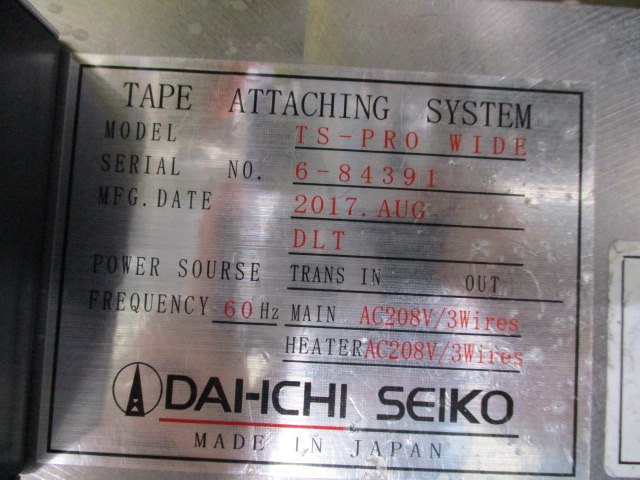 TAPE ATTACHING SYSTEM
MODEL TS-PRO WIDE
SERIAL NO. 6-84391
MFG.DATE 2017.AUG
DLT
POWER SOURSE TRANS IN OUT
FREQUENCY 60 Hz MAIN AC208V/3Wires
HEATER AC208V/3Wires
DAI-ICHI SEIKO
MADE IN JAPAN